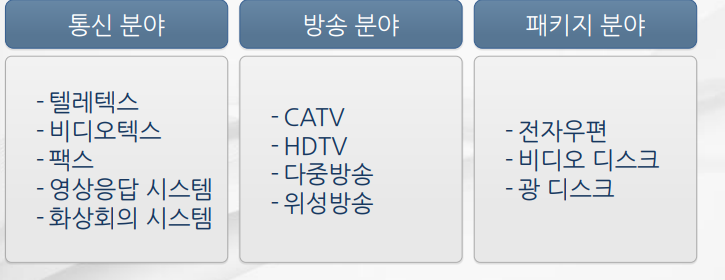 통신 분야
- 텔레텍스
- 비디오텍스
- 팩스
- 영상응답 시스템
- 화상회의 시스템
방송 분야
- CATV
- HDTV
- 다중방송
- 위성방송
패키지 분야
- 전자우편
- 비디오 디스크
- 광 디스크